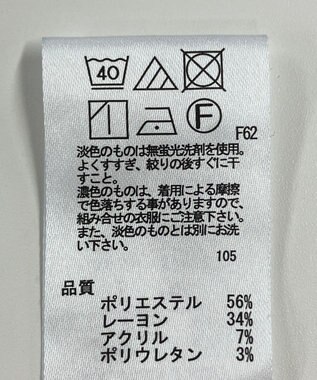 40
F
F62
淡色のものは無蛍光洗剤を使用。
よくすすぎ、絞りの後すぐに干
すこと。
濃色のものは、着用による摩擦
で色落ちする事がありますので、
組み合せの衣服にご注意下さい。
また、淡色のものとは別にお洗
い下さい。
105
品質
ポリエステル 56%
レーヨン 34%
アクリル 7%
ポリウレタン 3%